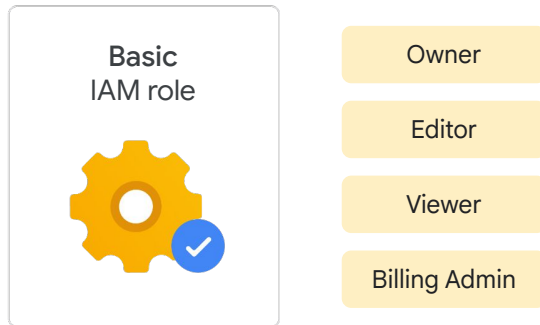 Basic
IAM role
Owner
Editor
Viewer
Billing Admin